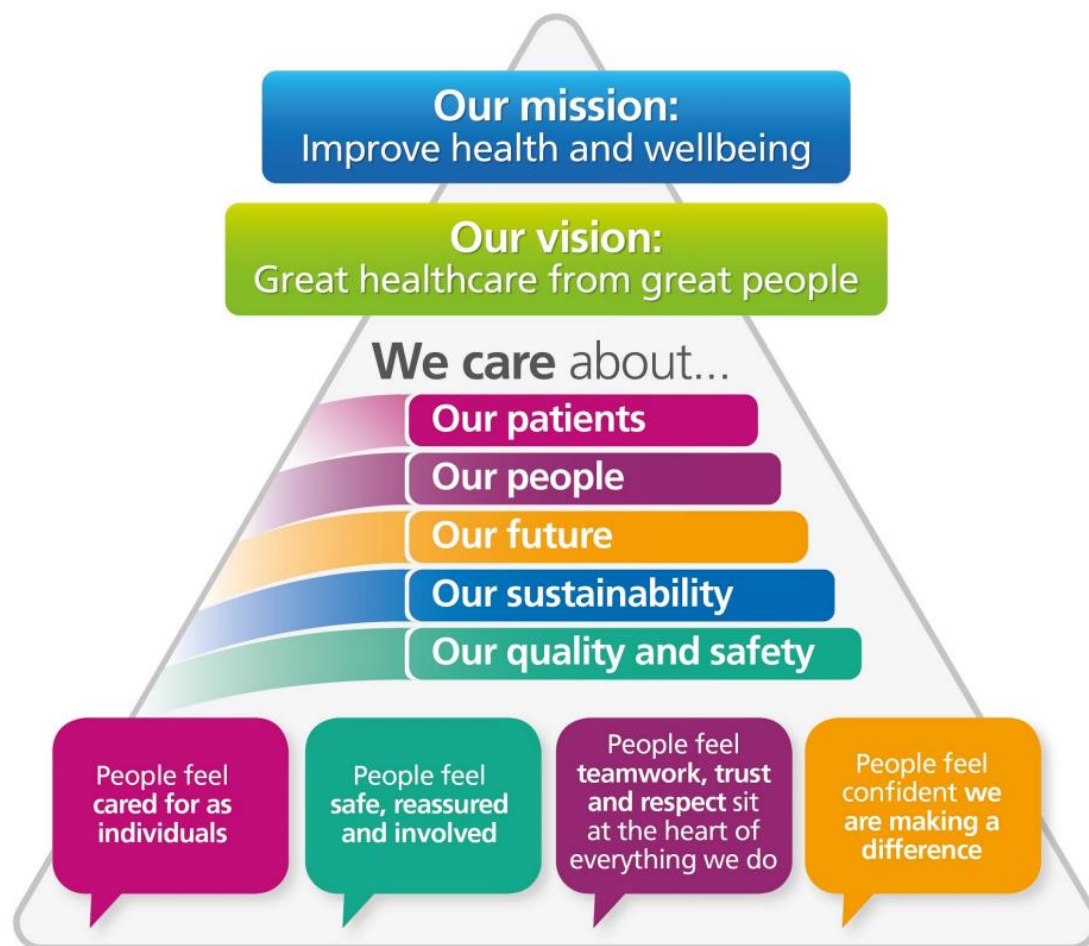 Our mission:
Improve health and wellbeing
Our vision:
Great healthcare from great people
We care about...
Our patients
Our people
Our future
Our sustainability
Our quality and safety
People feel
cared for as
individuals
People feel
safe, reassured
and involved
People feel
teamwork, trust
and respect sit
at the heart of
everything we do
People feel
confident we
are making a
difference